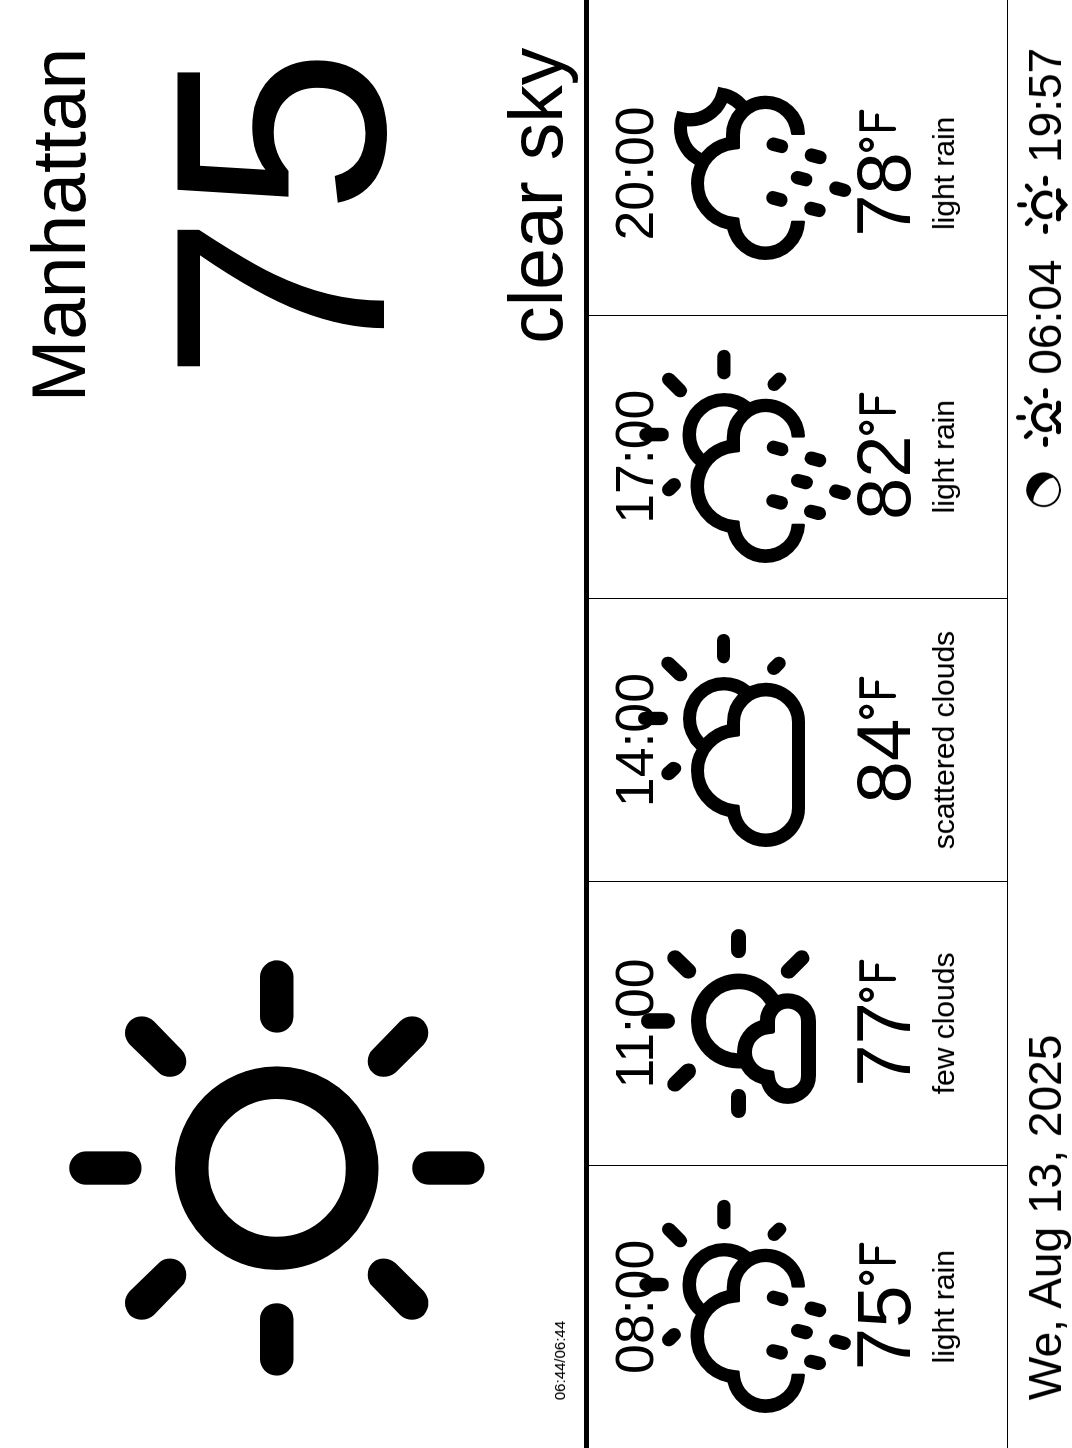 Manhattan
75
clear sky
06:44/06:44
08:00
75°F
light rain
11:00
77°F
few clouds
14:00
84°F
scattered clouds
17:00
82°F
light rain
20:00
78°F
light rain
We, Aug 13, 2025
06:04 19:57